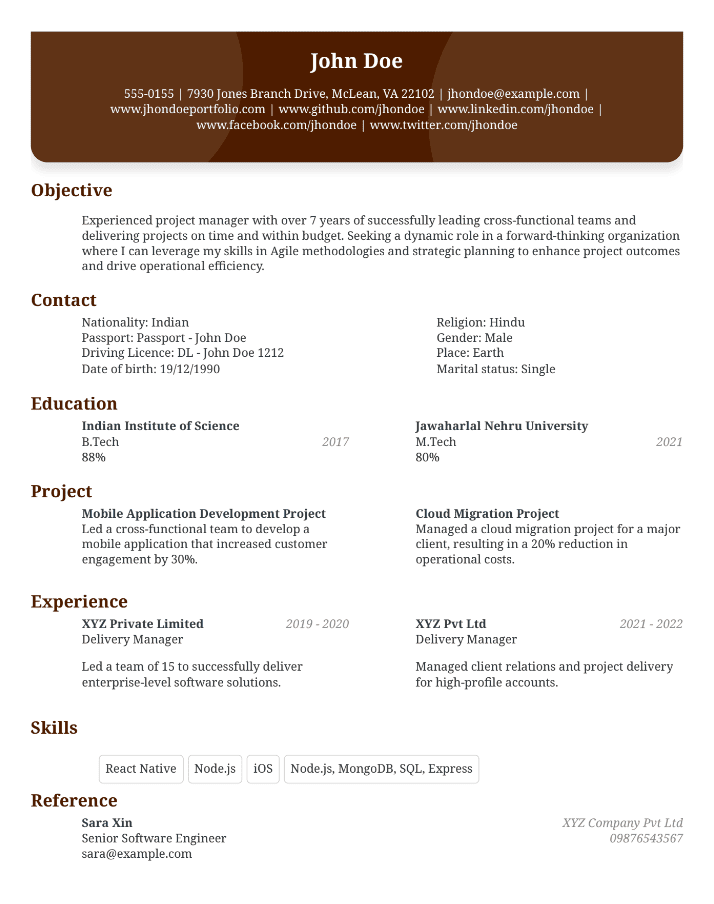 John Doe
555-0155 | 7930 Jones Branch Drive, McLean, VA 22102 | jhondoe@example.com |
www.jhondoeportfolio.com | www.github.com/jhondoe | www.linkedin.com/jhondoe |
www.facebook.com/jhondoe | www.twitter.com/jhondoe
Objective
Experienced project manager with over 7 years of successfully leading cross-functional teams and
delivering projects on time and within budget. Seeking a dynamic role in a forward-thinking organization
where I can leverage my skills in Agile methodologies and strategic planning to enhance project outcomes
and drive operational efficiency.
Contact
Nationality: Indian
Passport: Passport - John Doe
Driving Licence: DL - John Doe 1212
Date of birth: 19/12/1990
Religion: Hindu
Gender: Male
Place: Earth
Marital status: Single
Education
Indian Institute of Science
B.Tech 2017
88%
Jawaharlal Nehru University
M.Tech 2021
80%
Project
Mobile Application Development Project
Led a cross-functional team to develop a
mobile application that increased customer
engagement by 30%.
Cloud Migration Project
Managed a cloud migration project for a major
client, resulting in a 20% reduction in
operational costs.
Experience
XYZ Private Limited 2019 - 2020
Delivery Manager
Led a team of 15 to successfully deliver
enterprise-level software solutions.
XYZ Pvt Ltd 2021 - 2022
Delivery Manager
Managed client relations and project delivery
for high-profile accounts.
Skills
React Native Node.js iOS Node.js, MongoDB, SQL, Express
Reference
Sara Xin XYZ Company Pvt Ltd
Senior Software Engineer 09876543567
sara@example.com